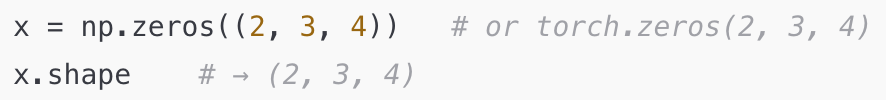 x = np.zeros((2, 3, 4))   # or torch.zeros(2, 3, 4)
x.shape    # → (2, 3, 4)